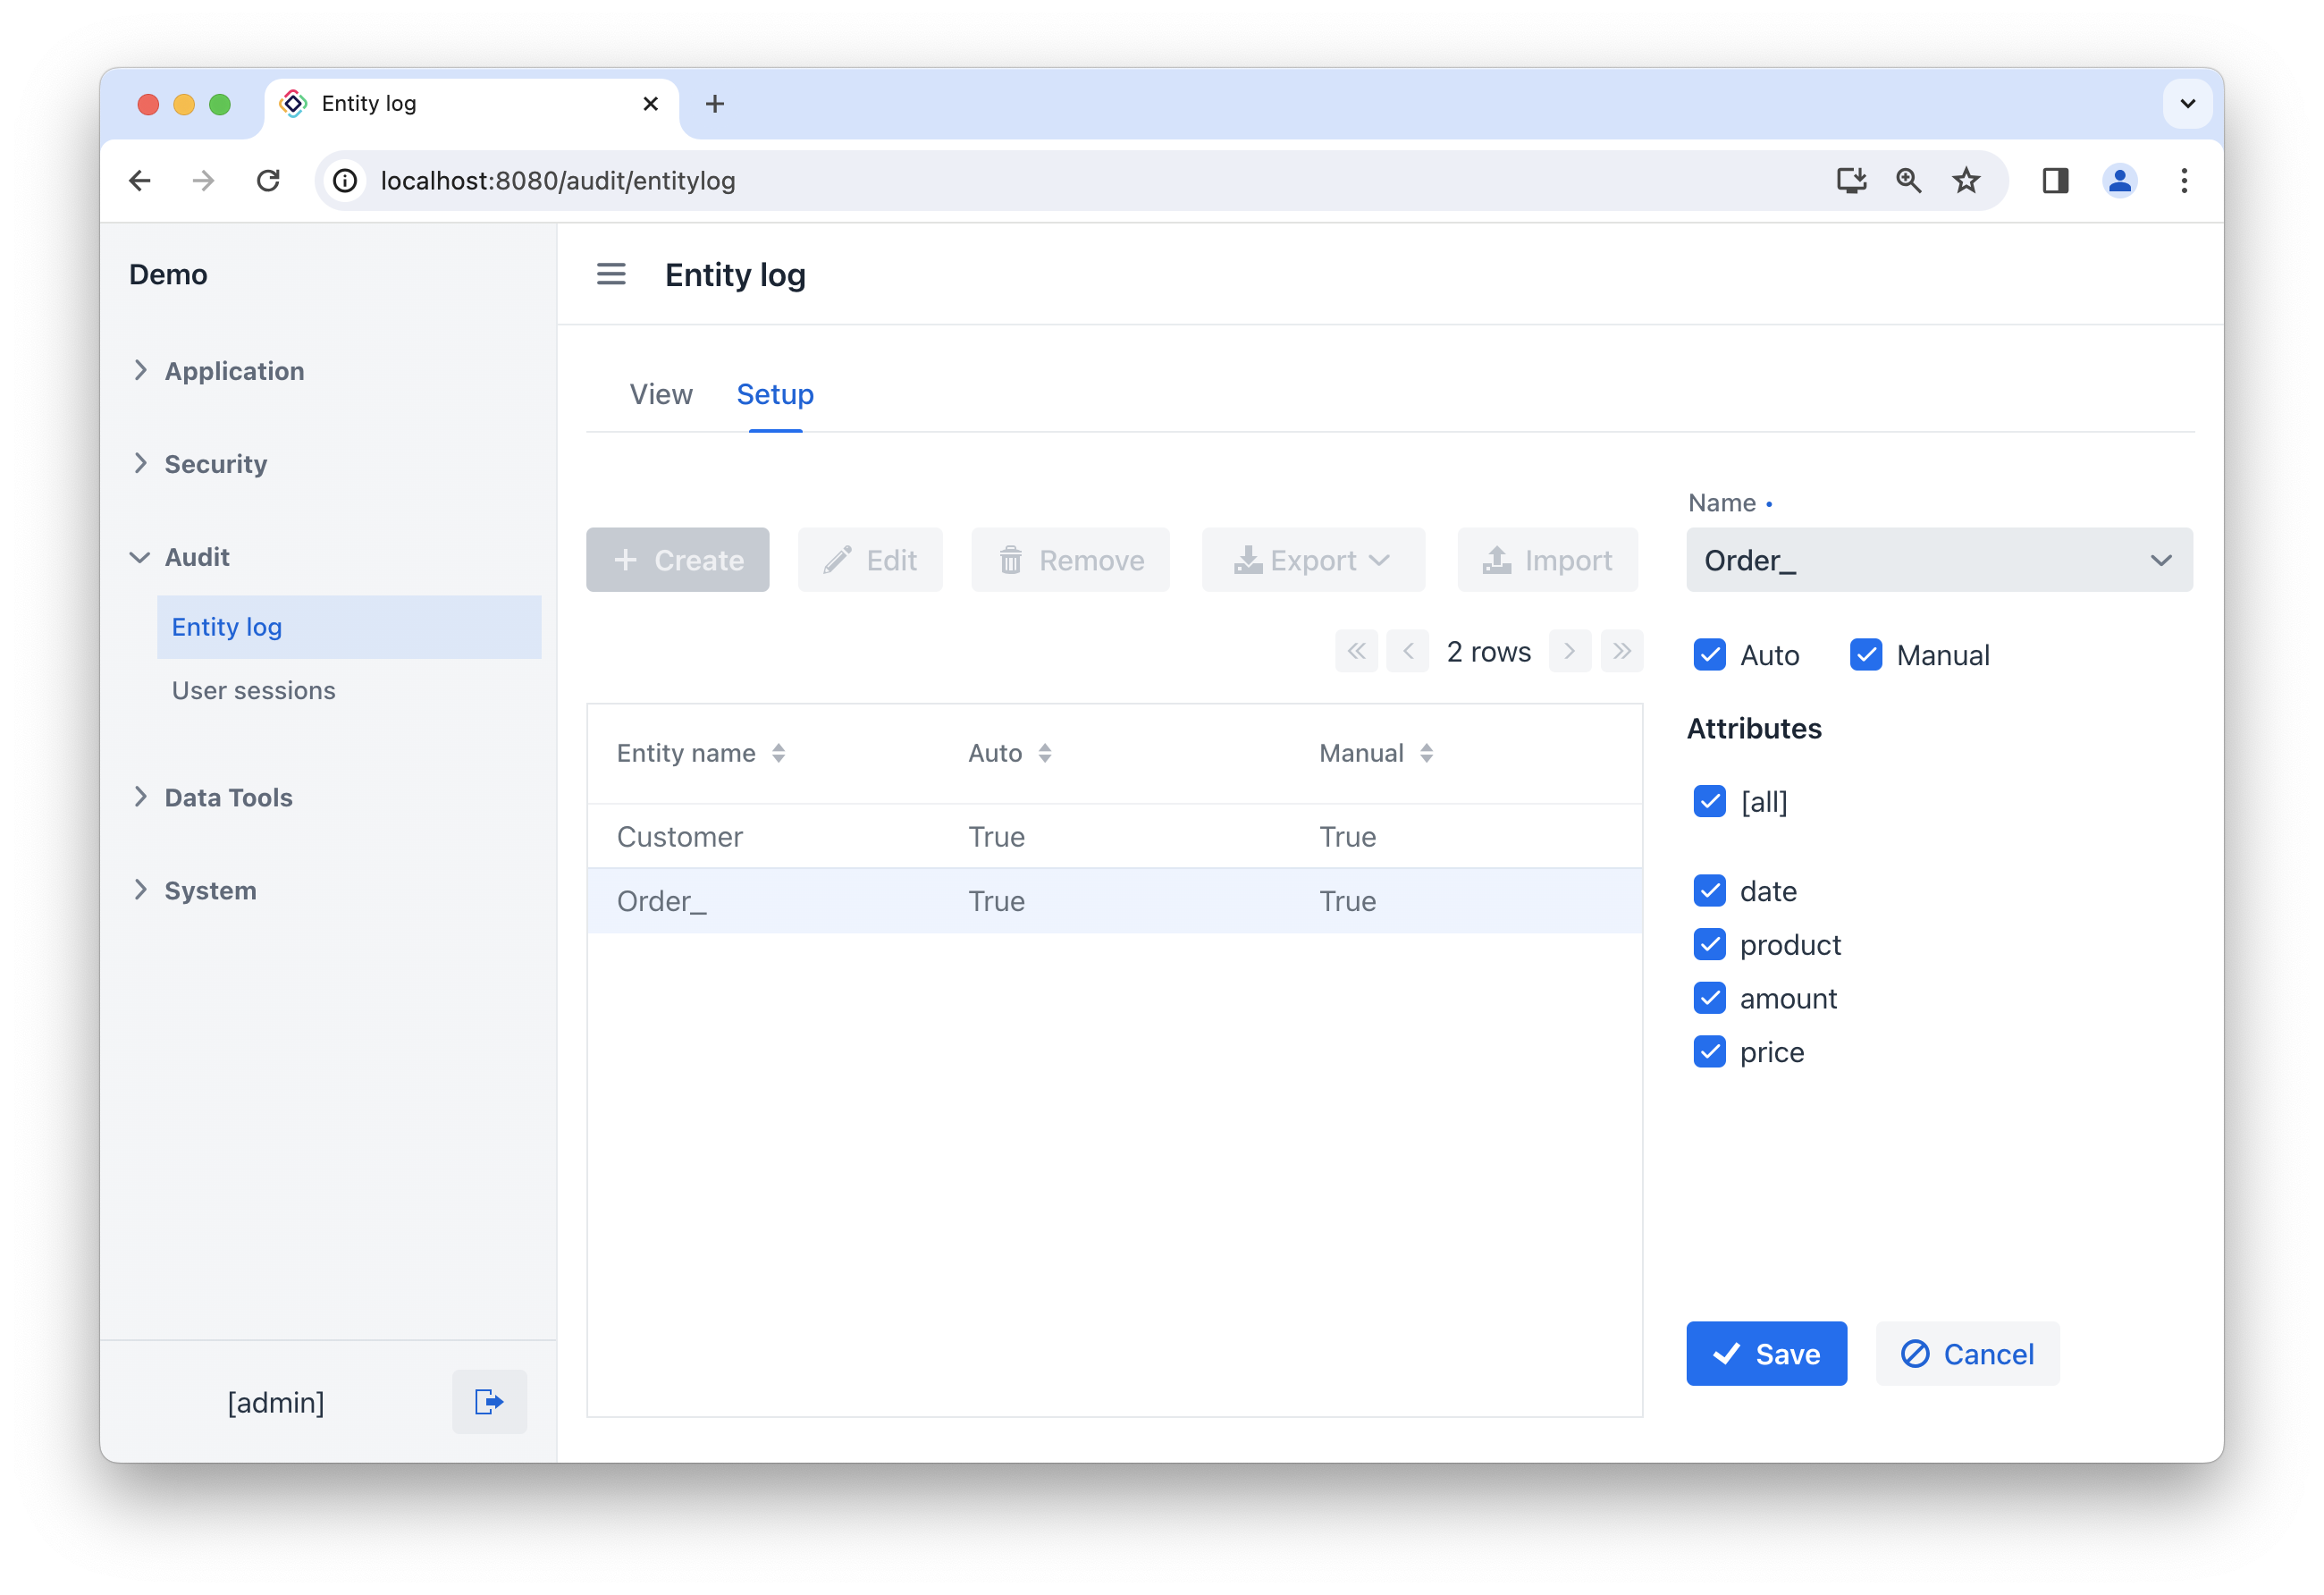 Entity log
localhost:8080/audit/entitylog
Demo
Application
Security
Audit
Entity log
User sessions
Data Tools
System
[admin]
Entity log
View Setup
Create Edit Remove Export Import
2 rows
Entity name Auto Manual
Customer True True
Order_ True True
Name •
Order_
Auto Manual
Attributes
[all]
date
product
amount
price
Save Cancel